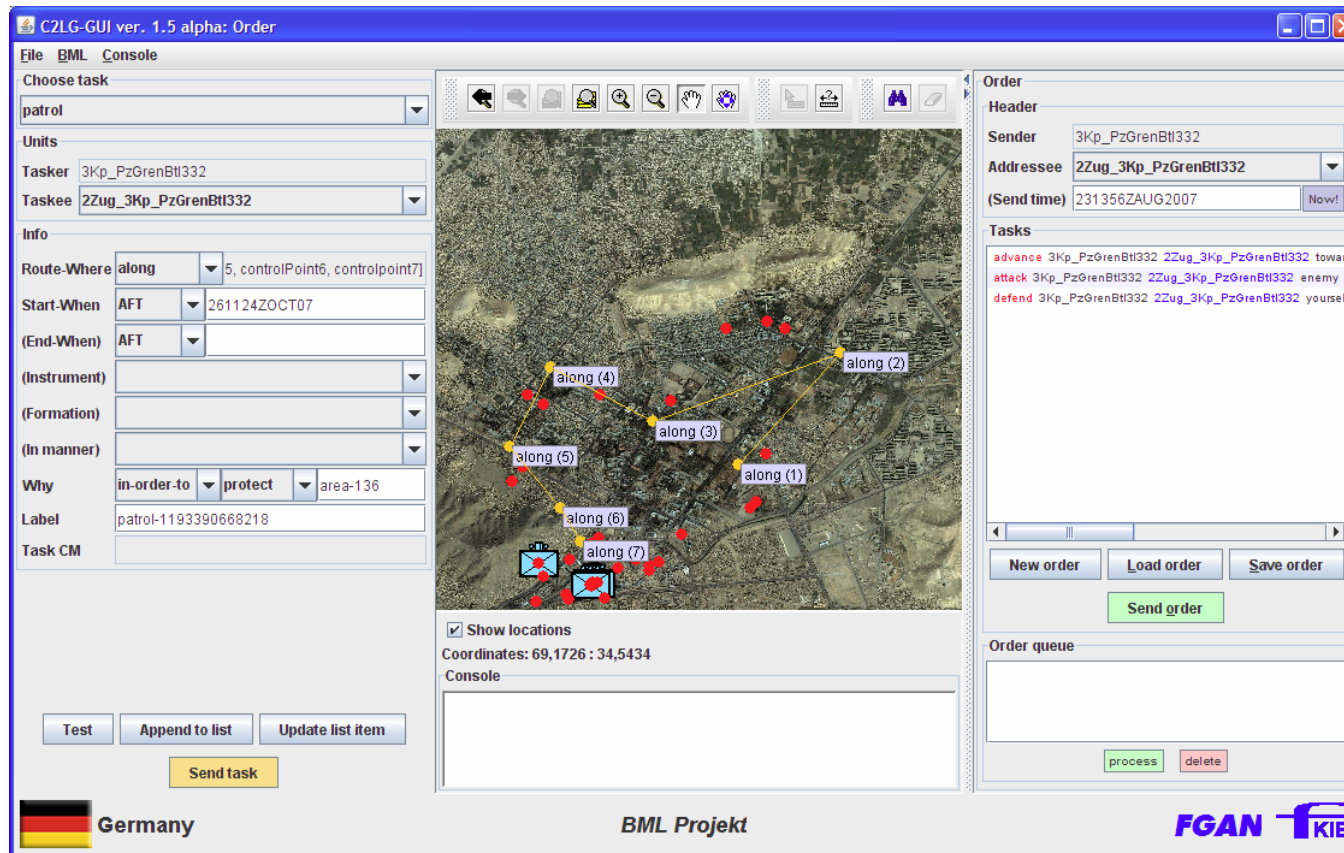 C2LG-GUI ver. 1.5 alpha: Order
File BML Console
Choose task
patrol
Units
Tasker 3Kp_PzGrenBtl332
Taskee 2Zug_3Kp_PzGrenBtl332
Info
Route-Where along 5, controlPoint6, controlpoint7]
Start-When AFT 261124ZOCT07
(End-When) AFT
(Instrument)
(Formation)
(In manner)
Why in-order-to protect area-136
Label patrol-1193390668218
Task CM
Test Append to list Update list item
Send task
along (2)
along (4)
along (3)
along (5)
along (1)
along (6)
along (7)
Show locations
Coordinates: 69,1726 : 34,5434
Console
Order
Header
Sender 3Kp_PzGrenBtl332
Addressee 2Zug_3Kp_PzGrenBtl332
(Send time) 231356ZAUG2007 Now!
Tasks
advance 3Kp_PzGrenBtl332 2Zug_3Kp_PzGrenBtl332 towar
attack 3Kp_PzGrenBtl332 2Zug_3Kp_PzGrenBtl332 enemy
defend 3Kp_PzGrenBtl332 2Zug_3Kp_PzGrenBtl332 yoursel
New order Load order Save order
Send order
Order queue
process delete
Germany
BML Projekt
FGAN KIE